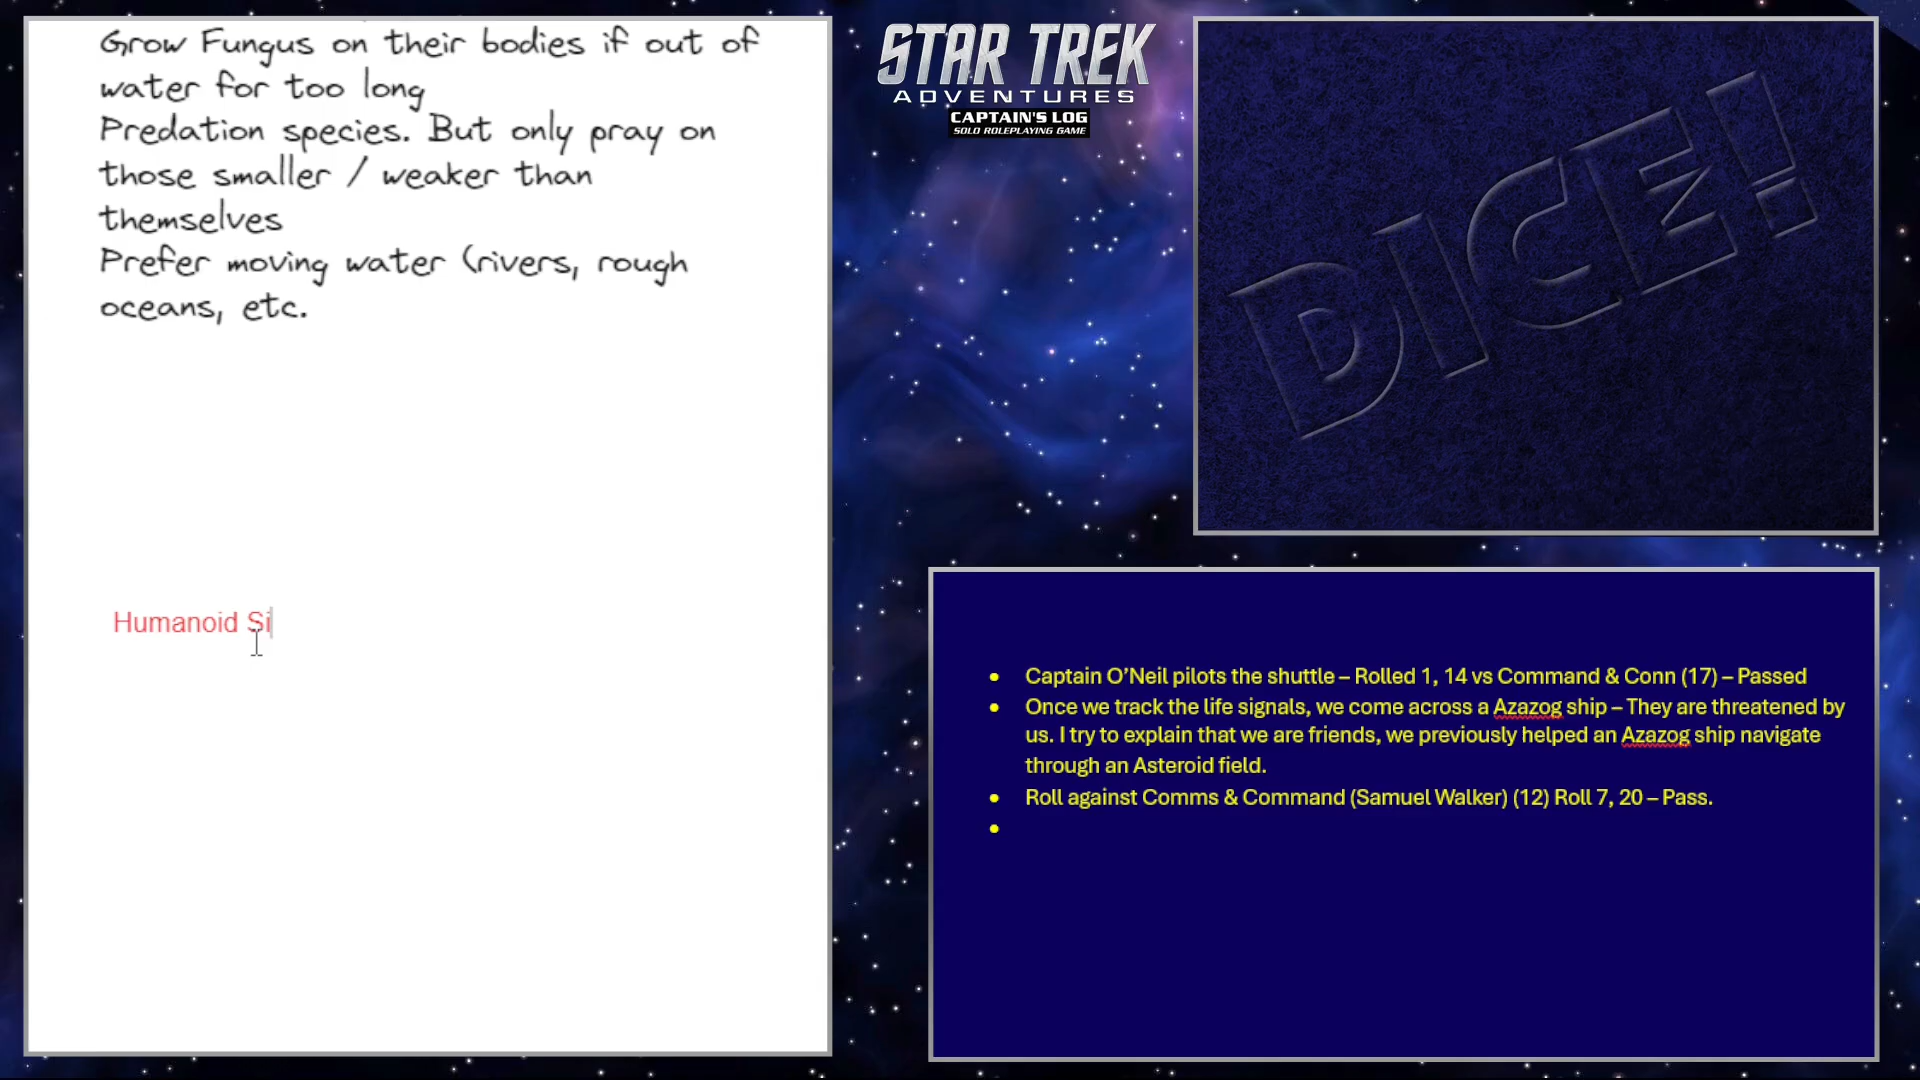 Grow Fungus on their bodies if out of
water for too long
Predation species. But only pray on
those smaller / weaker than
themselves
Prefer moving water (rivers, rough
oceans, etc.
Humanoid Si
STAR TREK
ADVENTURES
CAPTAIN'S LOG
SOLO ROLEPLAYING GAME
DICE!
• Captain O’Neil pilots the shuttle – Rolled 1, 14 vs Command & Conn (17) – Passed
• Once we track the life signals, we come across a Azazog ship – They are threatened by
us. I try to explain that we are friends, we previously helped an Azazog ship navigate
through an Asteroid field.
• Roll against Comms & Command (Samuel Walker) (12) Roll 7, 20 – Pass.
•